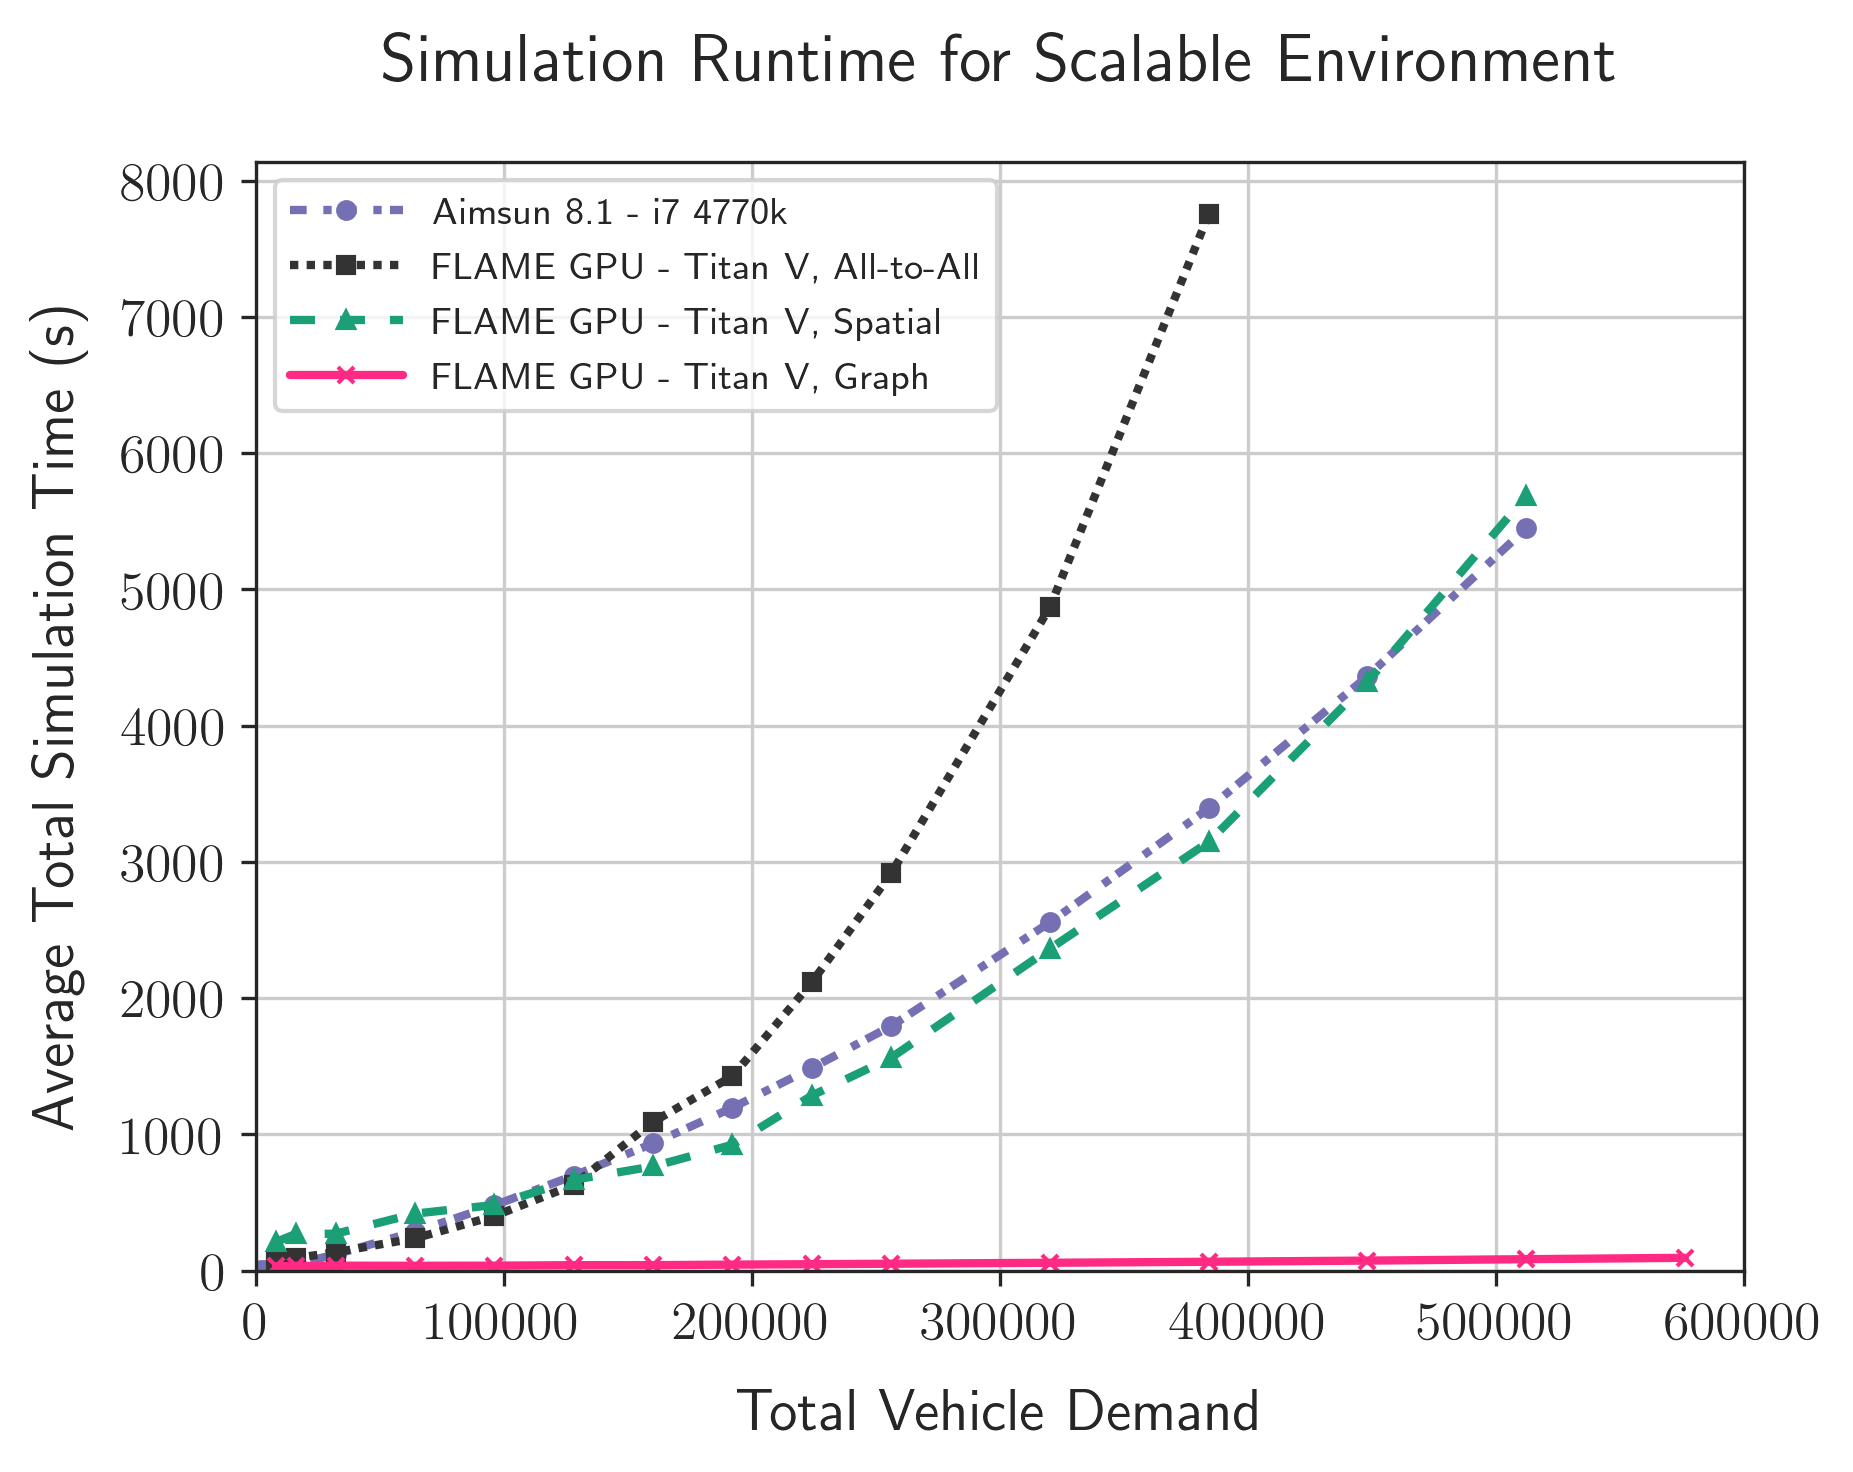 Simulation Runtime for Scalable Environment
Average Total Simulation Time (s)
8000
7000
6000
5000
4000
3000
2000
1000
0
Aimsun 8.1 - i7 4770k
FLAME GPU - Titan V, All-to-All
FLAME GPU - Titan V, Spatial
FLAME GPU - Titan V, Graph
0 100000 200000 300000 400000 500000 600000
Total Vehicle Demand